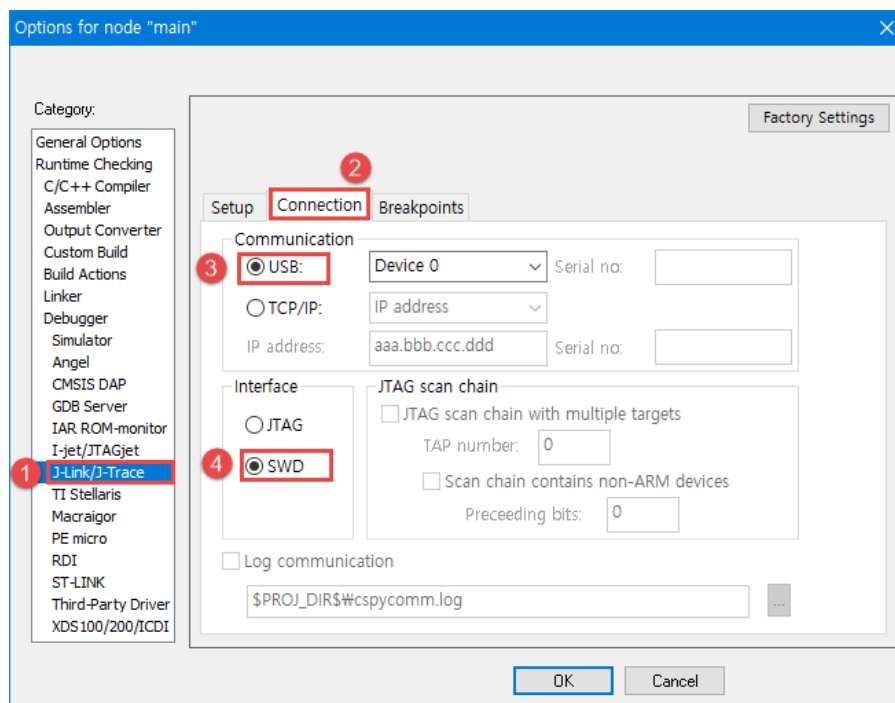 Options for node "main"
Category:
Factory Settings
General Options
Runtime Checking
C/C++ Compiler
Assembler
Output Converter
Custom Build
Build Actions
Linker
Debugger
Simulator
Angel
CMSIS DAP
GDB Server
IAR ROM-monitor
I-jet/JTAGjet
1 J-Link/J-Trace
TI Stellaris
Macraigor
PE micro
RDI
ST-LINK
Third-Party Driver
XDS100/200/ICDI
2
Setup Connection Breakpoints
Communication
3 USB: Device 0 Serial no:
TCP/IP: IP address
IP address: aaa.bbb.ccc.ddd Serial no:
Interface
JTAG
4 SWD
JTAG scan chain
JTAG scan chain with multiple targets
TAP number: 0
Scan chain contains non-ARM devices
Preceeding bits: 0
Log communication
$PROJ_DIR$₩cspycomm.log ...
OK Cancel